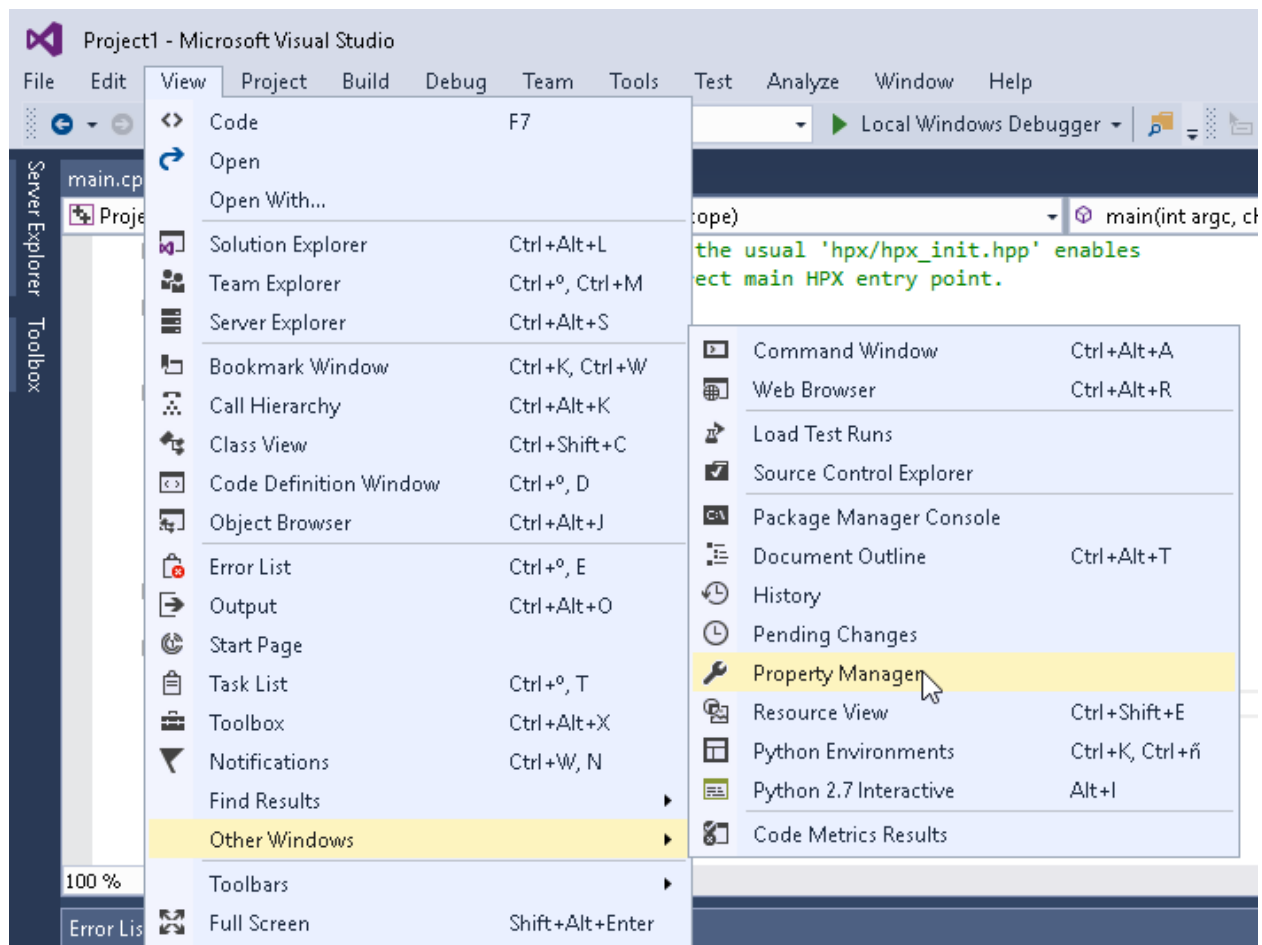 Project1 - Microsoft Visual Studio
File Edit View Project Build Debug Team Tools Test Analyze Window Help
Local Windows Debugger
Server Explorer
Toolbox
main.cp
Proje
cope)
main(int argc, ch
the usual 'hpx/hpx_init.hpp' enables
ect main HPX entry point.
Code F7
Open
Open With...
Solution Explorer Ctrl+Alt+L
Team Explorer Ctrl+º, Ctrl+M
Server Explorer Ctrl+Alt+S
Bookmark Window Ctrl+K, Ctrl+W
Call Hierarchy Ctrl+Alt+K
Class View Ctrl+Shift+C
Code Definition Window Ctrl+º, D
Object Browser Ctrl+Alt+J
Error List Ctrl+º, E
Output Ctrl+Alt+O
Start Page
Task List Ctrl+º, T
Toolbox Ctrl+Alt+X
Notifications Ctrl+W, N
Find Results
Other Windows
Toolbars
Full Screen Shift+Alt+Enter
Command Window Ctrl+Alt+A
Web Browser Ctrl+Alt+R
Load Test Runs
Source Control Explorer
Package Manager Console
Document Outline Ctrl+Alt+T
History
Pending Changes
Property Manager
Resource View Ctrl+Shift+E
Python Environments Ctrl+K, Ctrl+ñ
Python 2.7 Interactive Alt+I
Code Metrics Results
100 %
Error Lis